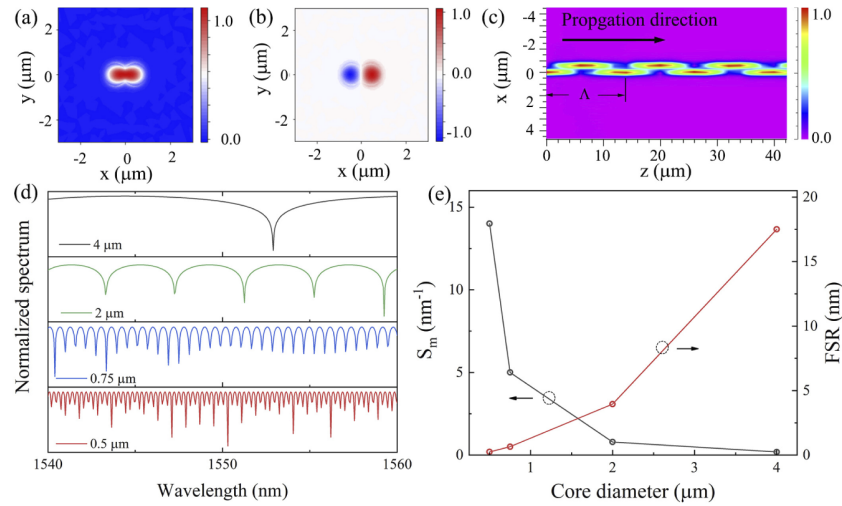 (a)
3
0
-3
y (μm)
-2
0
2
x (μm)
1.0
0.0
(b)
2
0
-2
y (μm)
-2
0
2
x (μm)
1.0
0.0
-1.0
(c)
Propgation direction
-4
-2
0
2
4
x (μm)
Λ
0
10
20
30
40
z (μm)
1.0
0.0
(d)
Normalized spectrum
4 μm
2 μm
0.75 μm
0.5 μm
1540
1550
1560
Wavelength (nm)
(e)
15
10
5
0
Sm (nm-1)
20
15
10
5
0
FSR (nm)
1
2
3
4
Core diameter (μm)